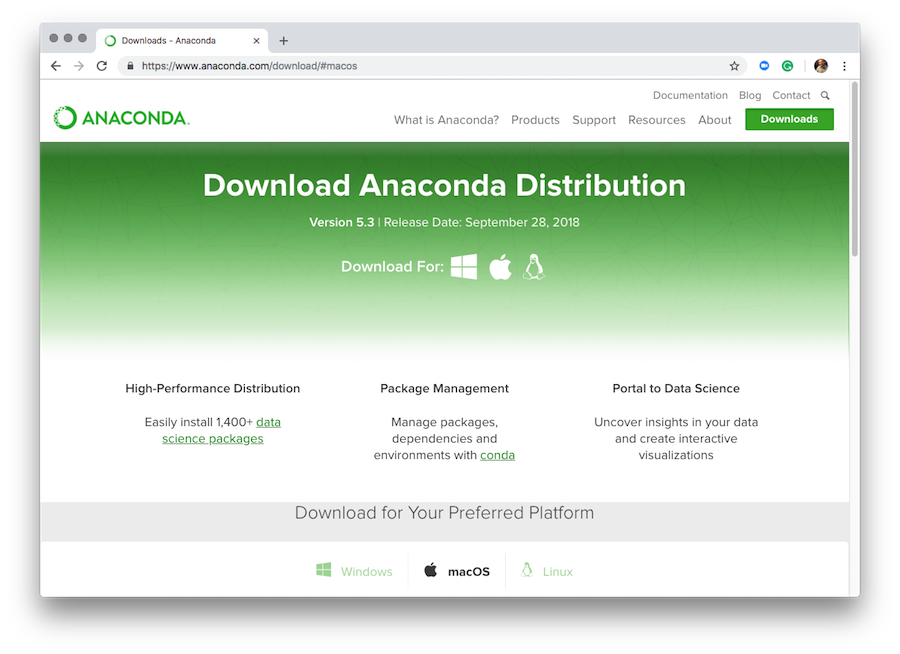 Downloads - Anaconda
https://www.anaconda.com/download/#macos
Documentation Blog Contact
ANACONDA.
What is Anaconda? Products Support Resources About Downloads
Download Anaconda Distribution
Version 5.3 | Release Date: September 28, 2018
Download For:
High-Performance Distribution
Easily install 1,400+ data
science packages
Package Management
Manage packages,
dependencies and
environments with conda
Portal to Data Science
Uncover insights in your data
and create interactive
visualizations
Download for Your Preferred Platform
Windows macOS Linux